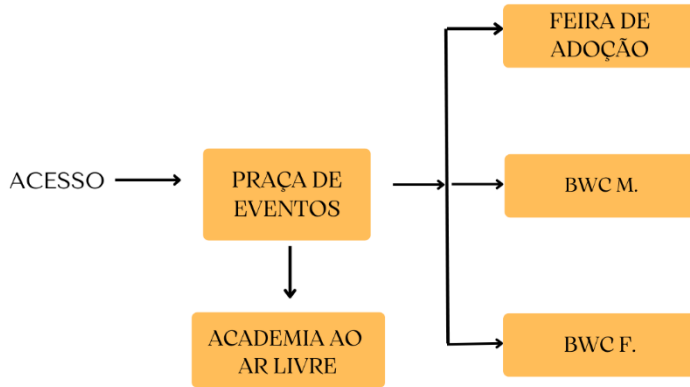 FEIRA DE
ADOÇÃO
ACESSO
PRAÇA DE
EVENTOS
BWC M.
ACADEMIA AO
AR LIVRE
BWC F.